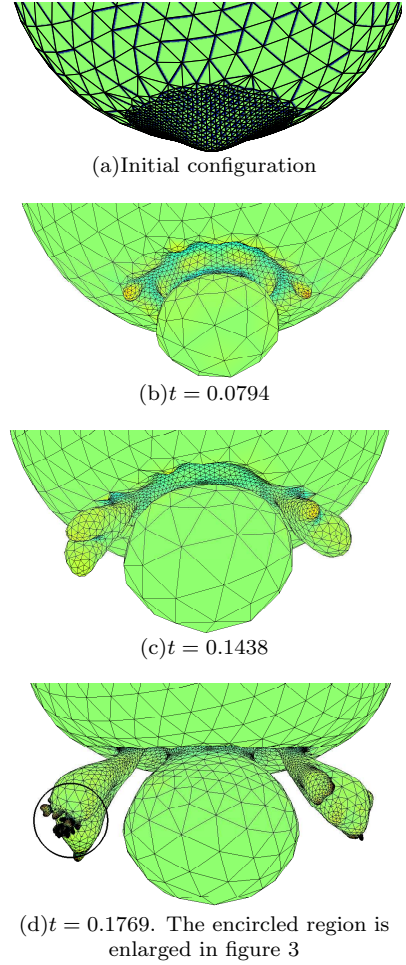 (a)Initial configuration
(b)t = 0.0794
(c)t = 0.1438
(d)t = 0.1769. The encircled region is
enlarged in figure 3